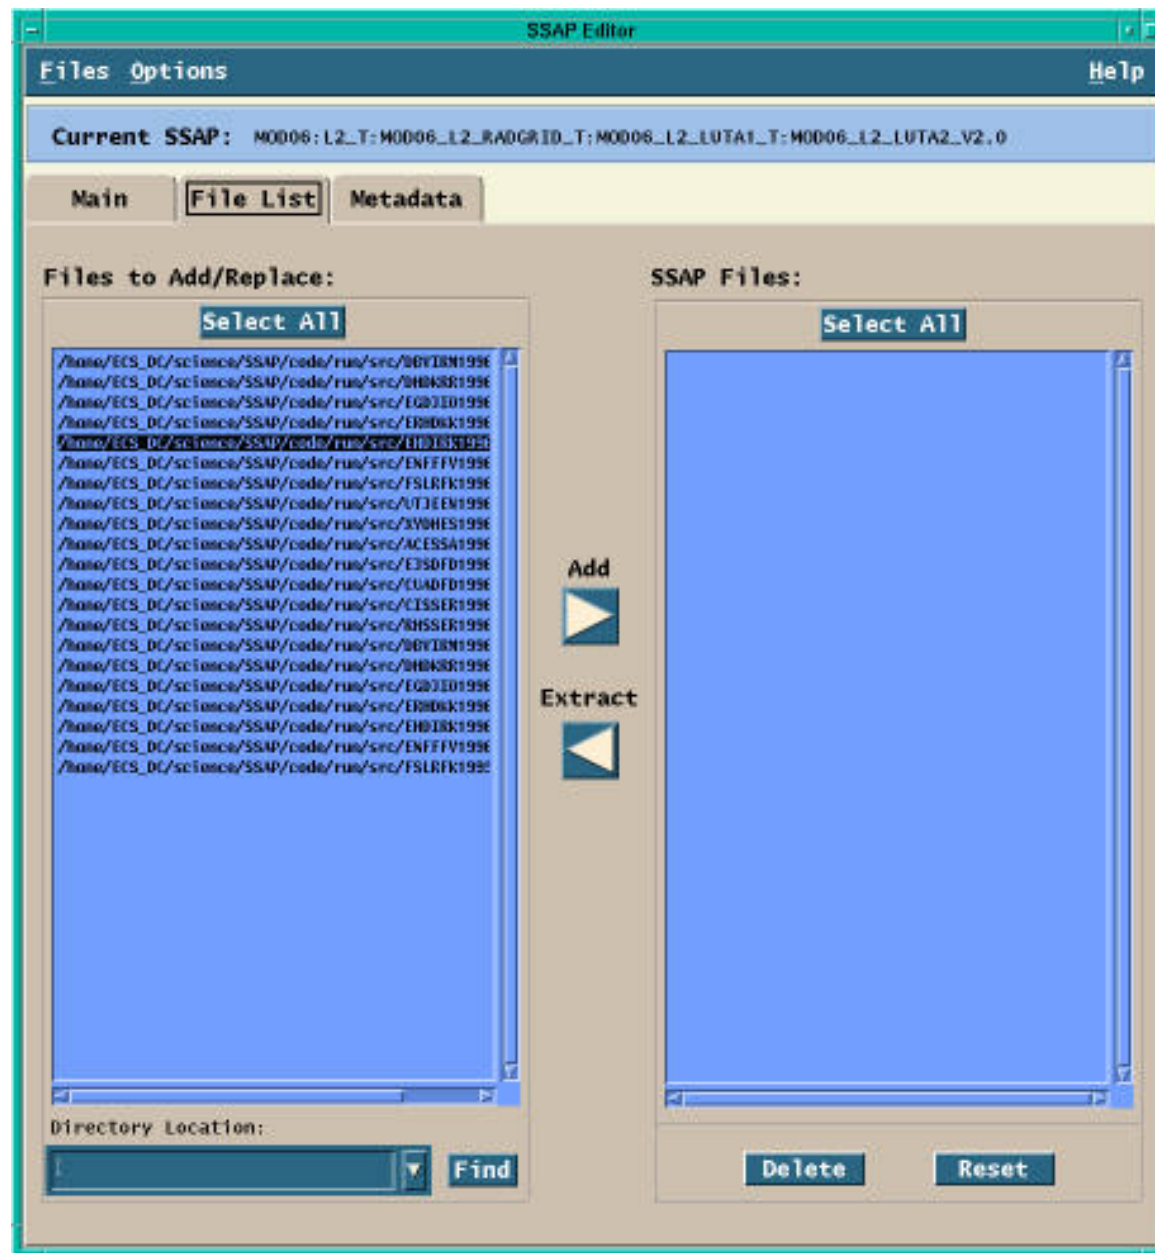 SSAP Editor
Files Options Help
Current SSAP: MOD06:L2_T:MOD06_L2_RADGRID_T:MOD06_L2_LUTA1_T:MOD06_L2_LUTA2_V2.0
Main File List Metadata
Files to Add/Replace:
SSAP Files:
Select All
Select All
/home/ECS_DC/science/SSAP/code/run/src/DBVIRM1996
/home/ECS_DC/science/SSAP/code/run/src/DHDKRR1996
/home/ECS_DC/science/SSAP/code/run/src/EGDJIO1996
/home/ECS_DC/science/SSAP/code/run/src/ERHDKK1996
/home/ECS_DC/science/SSAP/code/run/src/EHDIRK1996
/home/ECS_DC/science/SSAP/code/run/src/ENFFFV1996
/home/ECS_DC/science/SSAP/code/run/src/FSLRFK1996
/home/ECS_DC/science/SSAP/code/run/src/UTJEEN1996
/home/ECS_DC/science/SSAP/code/run/src/XYDHES1996
/home/ECS_DC/science/SSAP/code/run/src/ACESSA1996
/home/ECS_DC/science/SSAP/code/run/src/EJSDFD1996
/home/ECS_DC/science/SSAP/code/run/src/CUADFD1996
/home/ECS_DC/science/SSAP/code/run/src/CISSER1996
/home/ECS_DC/science/SSAP/code/run/src/KHSSER1996
/home/ECS_DC/science/SSAP/code/run/src/DBVIRM1996
/home/ECS_DC/science/SSAP/code/run/src/DHDKRR1996
/home/ECS_DC/science/SSAP/code/run/src/EGDJIO1996
/home/ECS_DC/science/SSAP/code/run/src/ERHDKK1996
/home/ECS_DC/science/SSAP/code/run/src/EHDIRK1996
/home/ECS_DC/science/SSAP/code/run/src/ENFFFV1996
/home/ECS_DC/science/SSAP/code/run/src/FSLRFK1995
Add
Extract
Directory Location:
Find
Delete
Reset